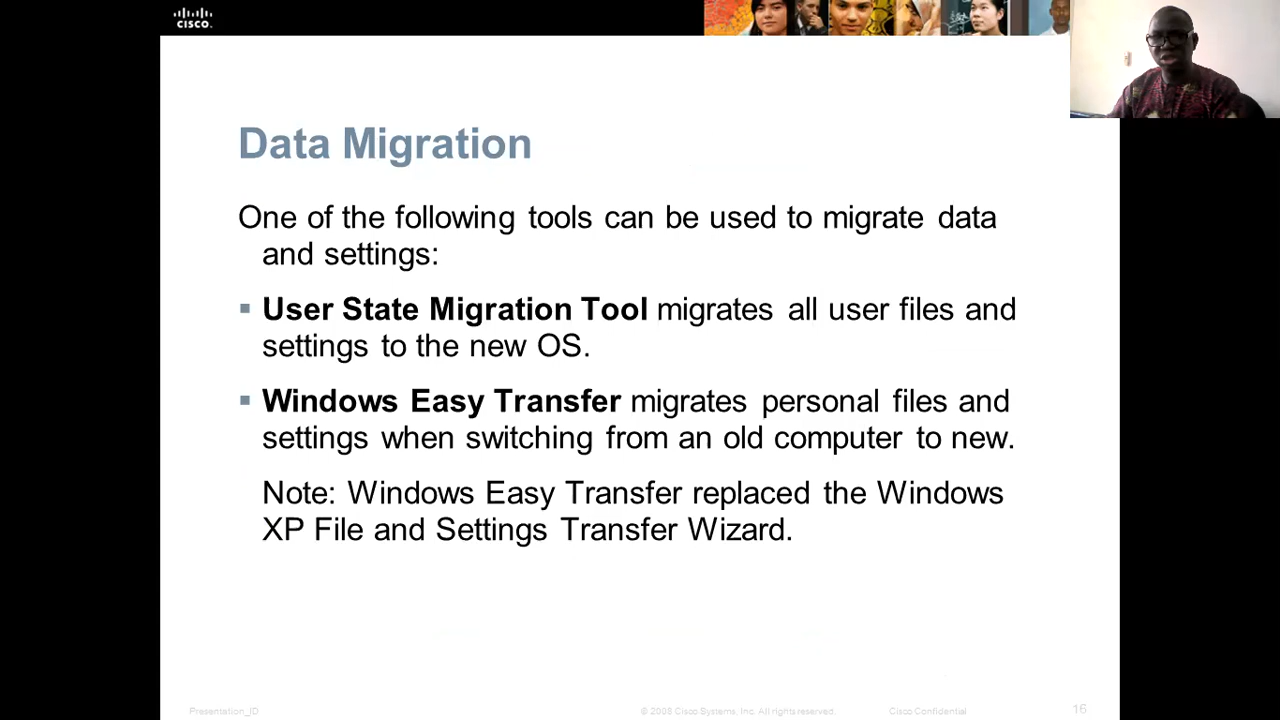 CISCO.
Data Migration
One of the following tools can be used to migrate data
and settings:
▪ User State Migration Tool migrates all user files and
settings to the new OS.
▪ Windows Easy Transfer migrates personal files and
settings when switching from an old computer to new.
Note: Windows Easy Transfer replaced the Windows
XP File and Settings Transfer Wizard.
Presentation_ID © 2008 Cisco Systems, Inc. All rights reserved. Cisco Confidential 16